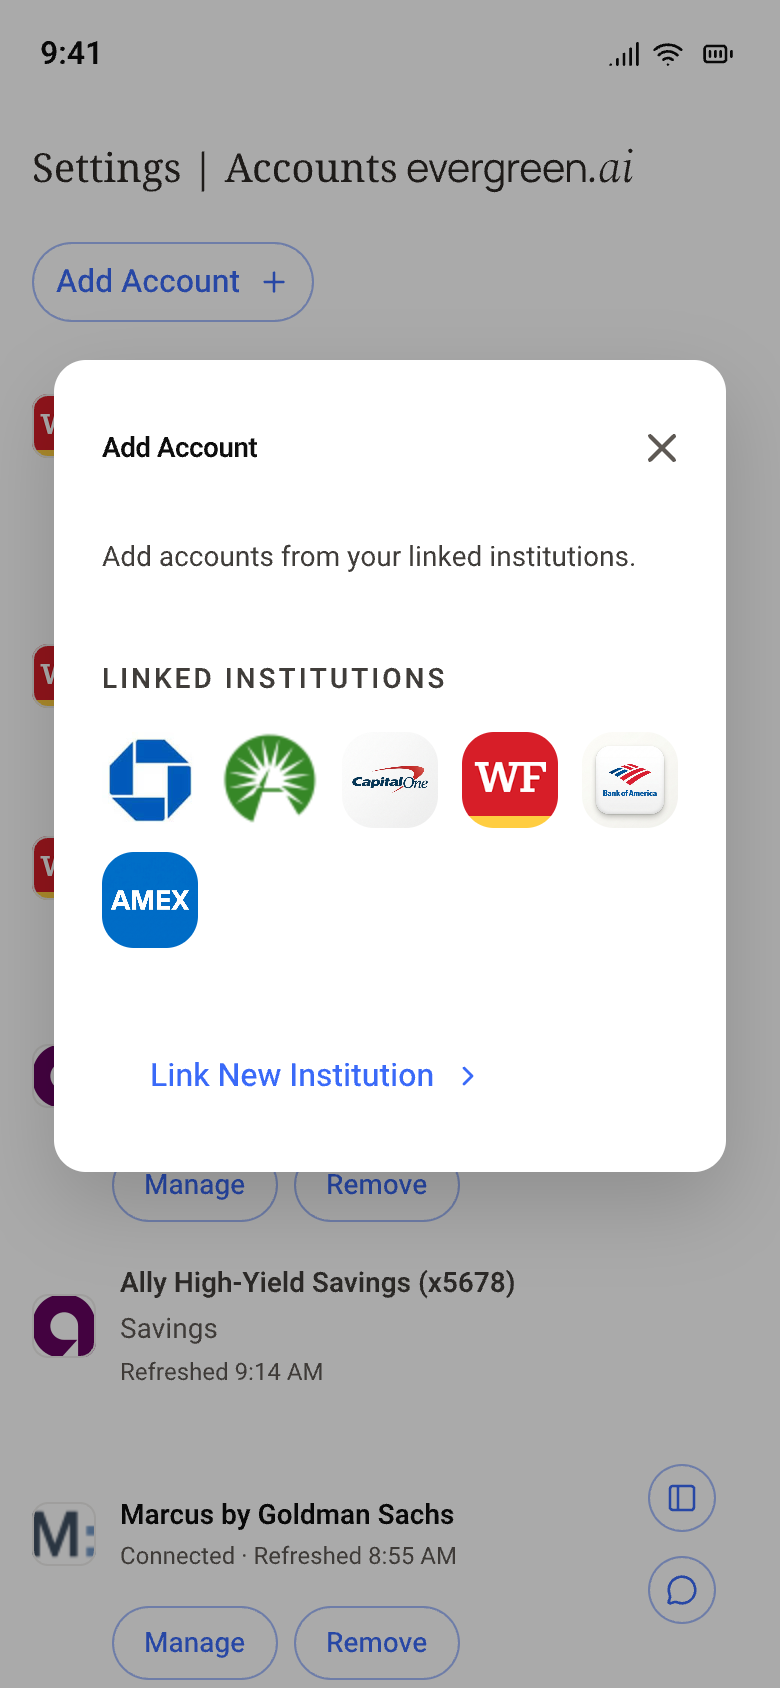 9:41
Settings | Accounts evergreen.ai
Add Account
Add Account
Add accounts from your linked institutions.
LINKED INSTITUTIONS
Capital One
WF
Bank of America
AMEX
Link New Institution
Manage Remove
Ally High-Yield Savings (x5678)
Savings
Refreshed 9:14 AM
M:
Marcus by Goldman Sachs
Connected · Refreshed 8:55 AM
Manage Remove